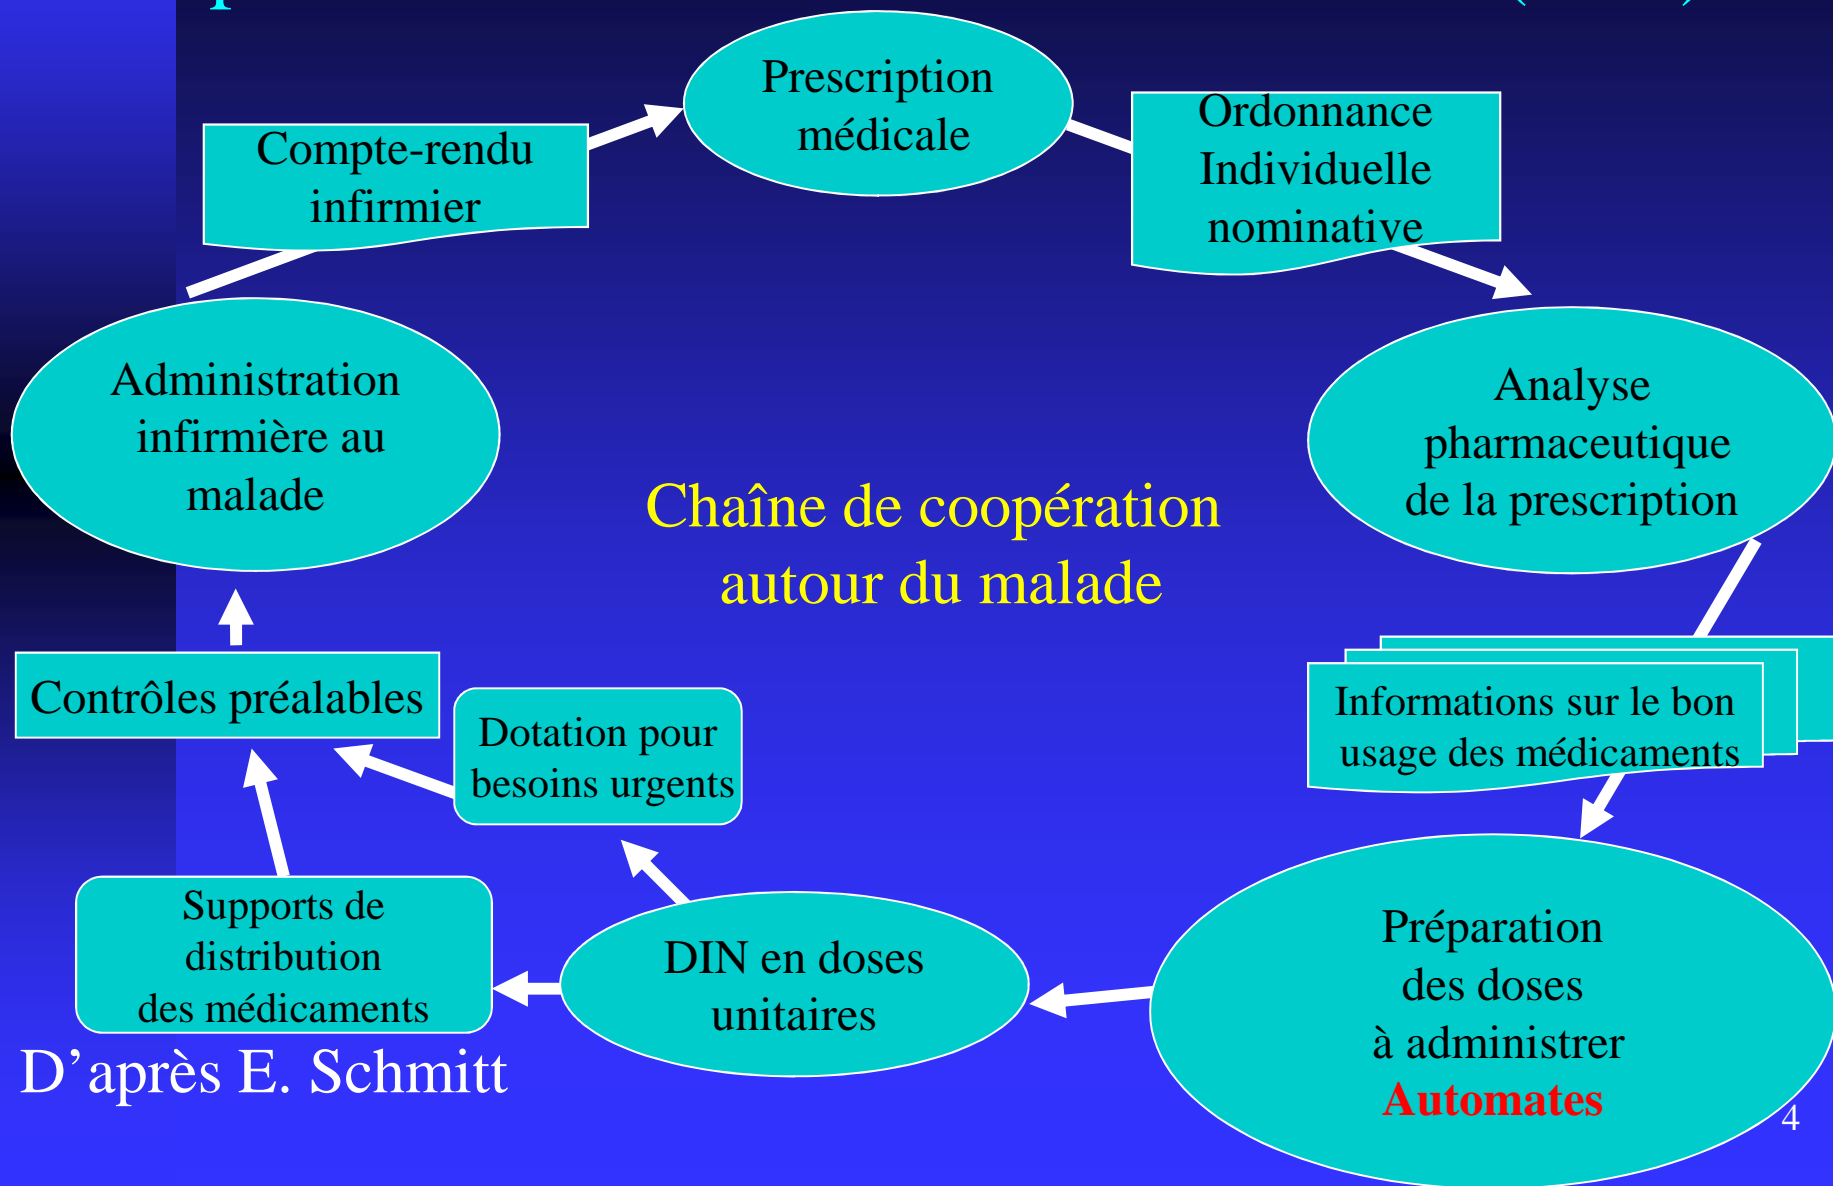 Prescription
médicale
Ordonnance
Individuelle
nominative
Compte-rendu
infirmier
Administration
infirmière au
malade
Analyse
pharmaceutique
de la prescription
Chaîne de coopération
autour du malade
Contrôles préalables
Dotation pour
besoins urgents
Informations sur le bon
usage des médicaments
Supports de
distribution
des médicaments
DIN en doses
unitaires
Préparation
des doses
à administrer
Automates
D’après E. Schmitt
4